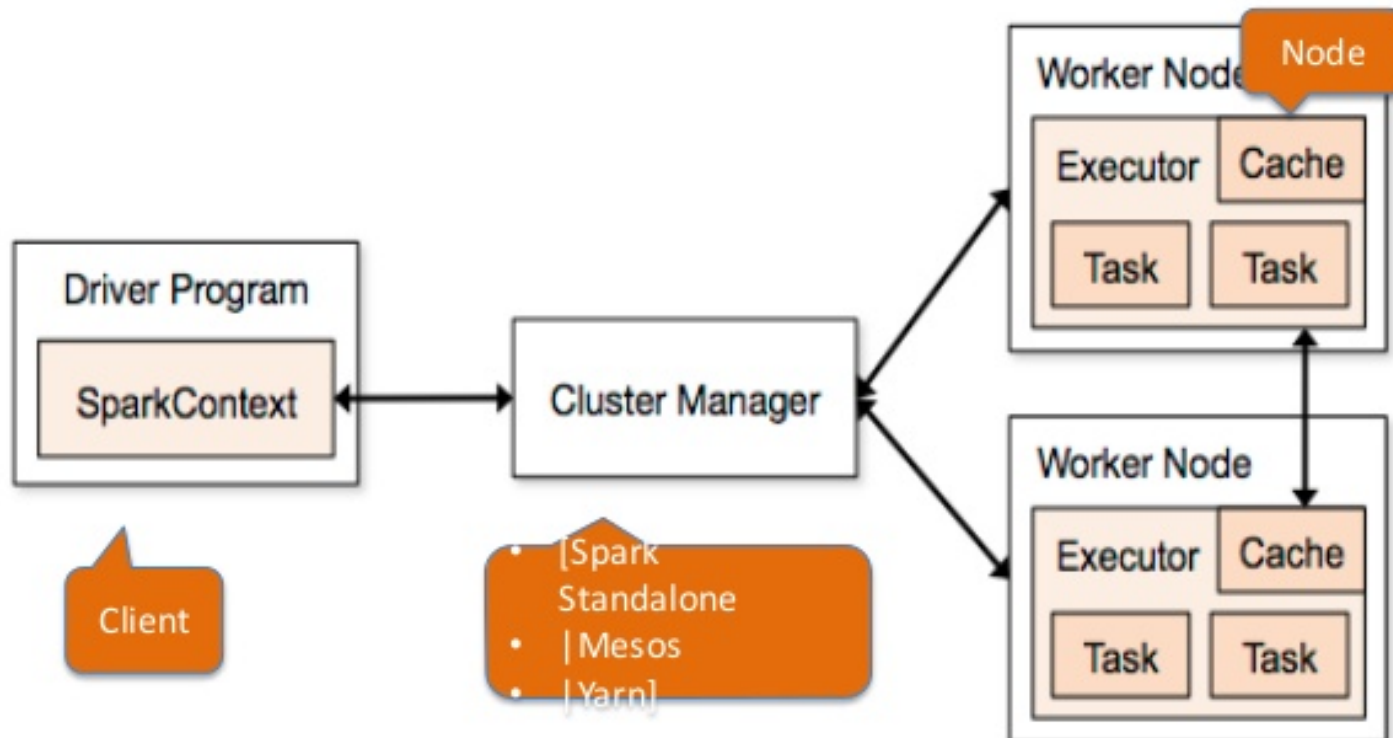 Driver Program
SparkContext
Client
Cluster Manager
• [Spark
Standalone
• |Mesos
• |Yarn]
Worker Node
Node
Executor
Cache
Task
Task
Worker Node
Executor
Cache
Task
Task